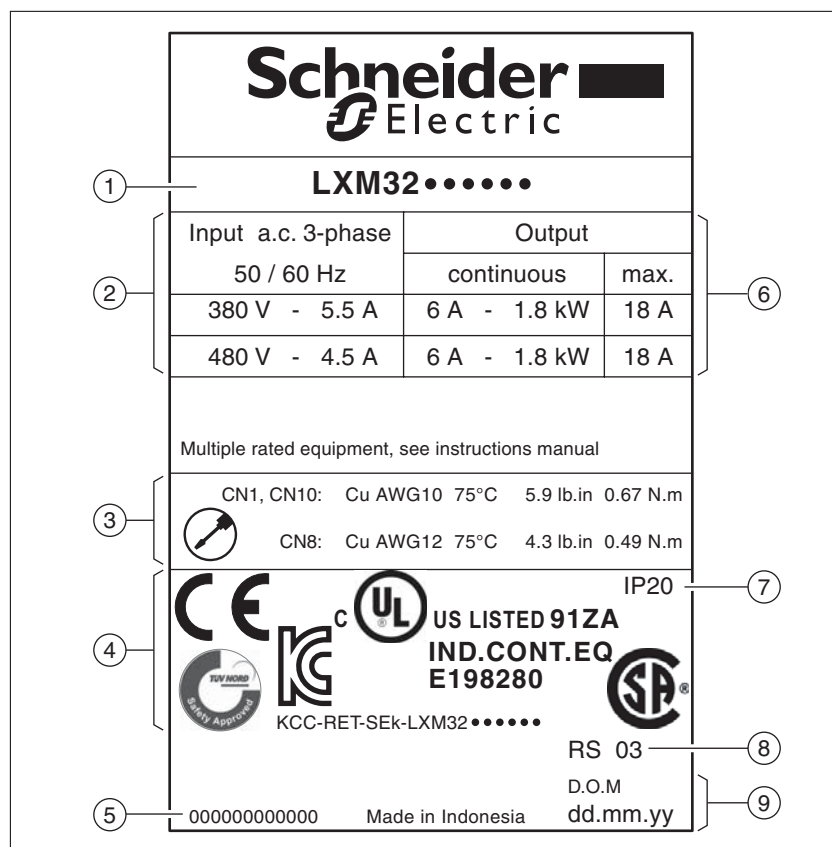 Schneider
Electric
1
LXM32••••••
2
Input a.c. 3-phase
50 / 60 Hz
Output
continuous
max.
6
380 V - 5.5 A 6 A - 1.8 kW 18 A
480 V - 4.5 A 6 A - 1.8 kW 18 A
Multiple rated equipment, see instructions manual
3
CN1, CN10: Cu AWG10 75°C 5.9 lb.in 0.67 N.m
CN8: Cu AWG12 75°C 4.3 lb.in 0.49 N.m
4
CE
C UL ® US LISTED 91ZA
IND.CONT.EQ
E198280
IP20
7
TÜV NORD
Safety Approved
KC
SA ®
KCC-RET-SEk-LXM32••••••
RS 03
8
D.O.M
dd.mm.yy
9
5
000000000000 Made in Indonesia